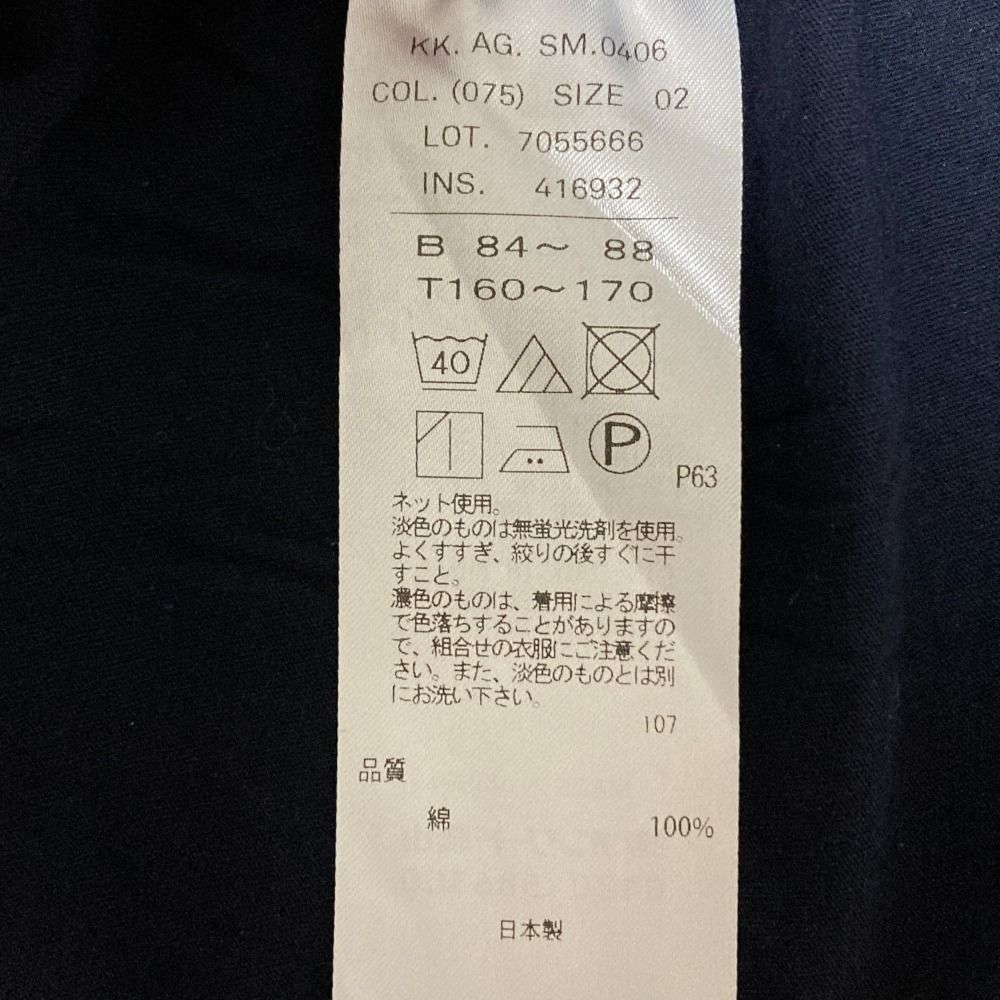 KK. AG. SM.0406
COL. (075) SIZE 02
LOT. 7055666
INS. 416932
B 84～ 88
T160～170
40
P
P63
ネット使用。
淡色のものは無蛍光洗剤を使用。
よくすすぎ、絞りの後すぐに干
すこと。
濃色のものは、着用による摩擦
で色落ちすることがありますの
で、組合せの衣服にご注意くだ
さい。また、淡色のものとは別
にお洗い下さい。
107
品質
綿 100%
日本製